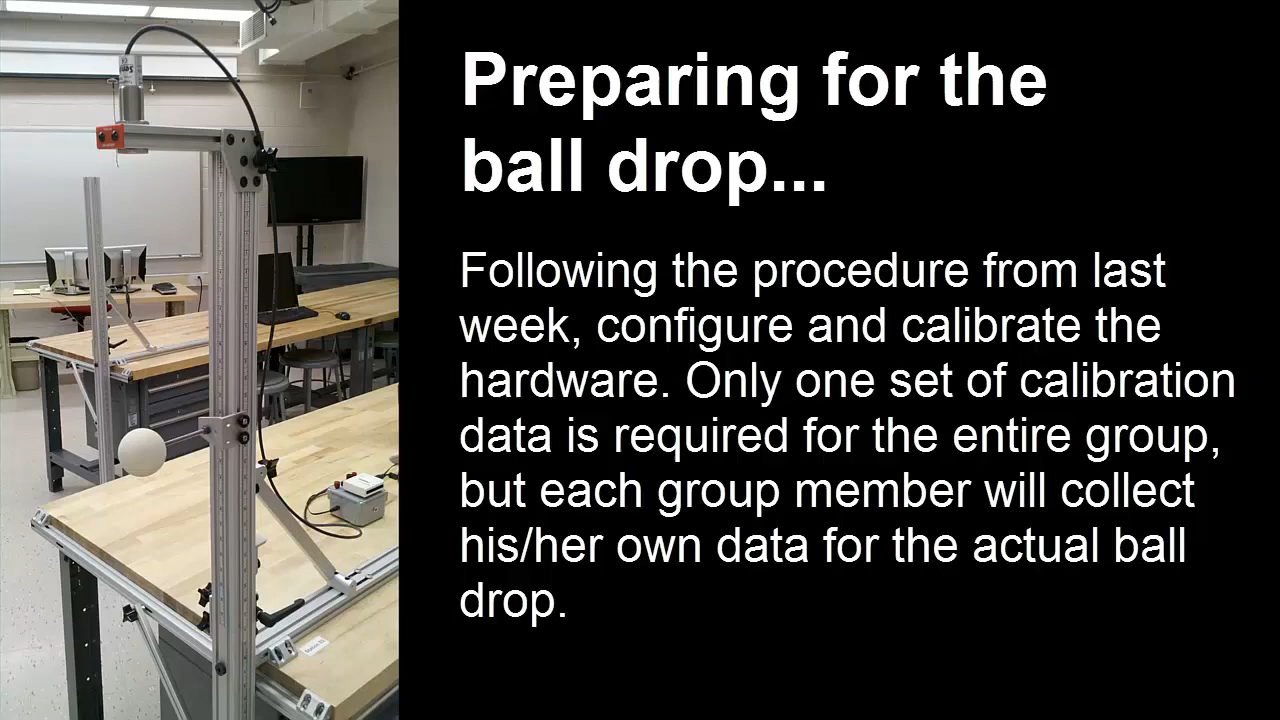 Preparing for the
ball drop...
Following the procedure from last
week, configure and calibrate the
hardware. Only one set of calibration
data is required for the entire group,
but each group member will collect
his/her own data for the actual ball
drop.